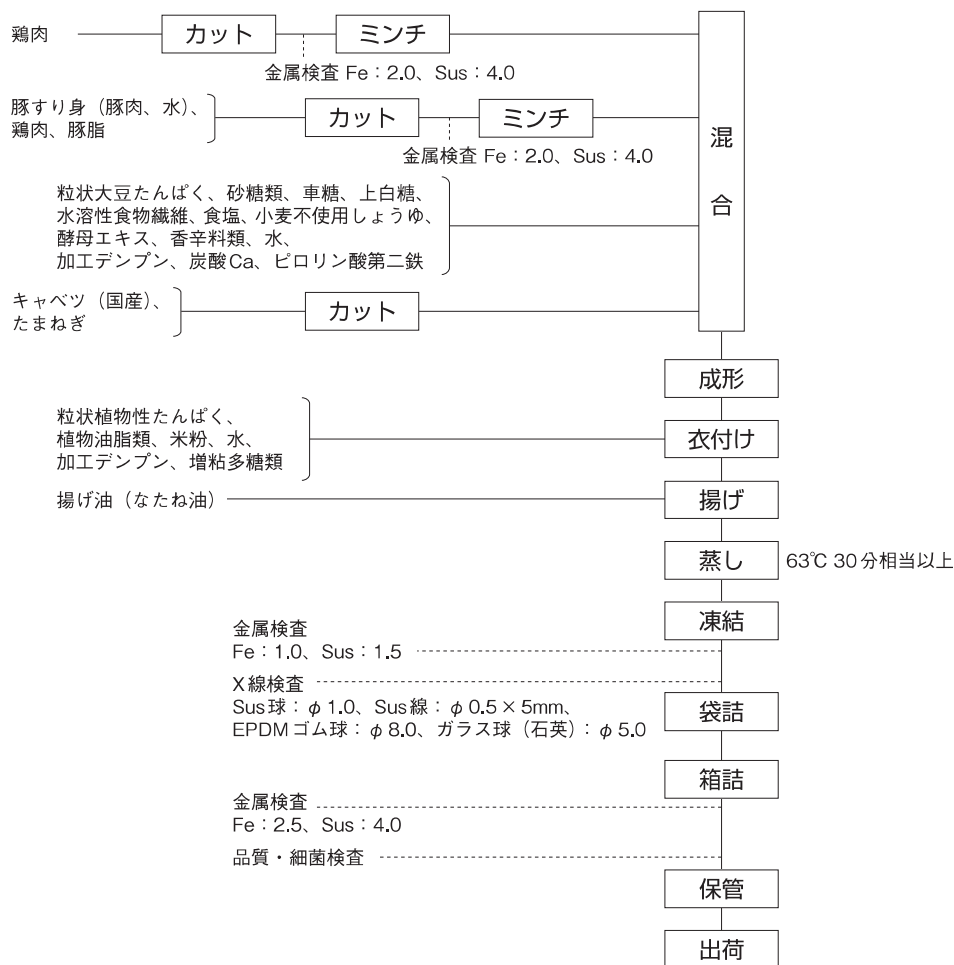 鶏肉
カット
ミンチ
金属検査 Fe：2.0、Sus：4.0
豚すり身（豚肉、水）、
鶏肉、豚脂
カット
ミンチ
金属検査 Fe：2.0、Sus：4.0
混合
粒状大豆たんぱく、砂糖類、車糖、上白糖、
水溶性食物繊維、食塩、小麦不使用しょうゆ、
酵母エキス、香辛料類、水、
加工デンプン、炭酸Ca、ピロリン酸第二鉄
キャベツ（国産）、
たまねぎ
カット
成形
粒状植物性たんぱく、
植物油脂類、米粉、水、
加工デンプン、増粘多糖類
衣付け
揚げ油（なたね油）
揚げ
蒸し
63℃ 30分相当以上
凍結
金属検査
Fe：1.0、Sus：1.5
X線検査
Sus球：φ1.0、Sus線：φ0.5×5mm、
EPDMゴム球：φ8.0、ガラス球（石英）：φ5.0
袋詰
箱詰
金属検査
Fe：2.5、Sus：4.0
品質・細菌検査
保管
出荷